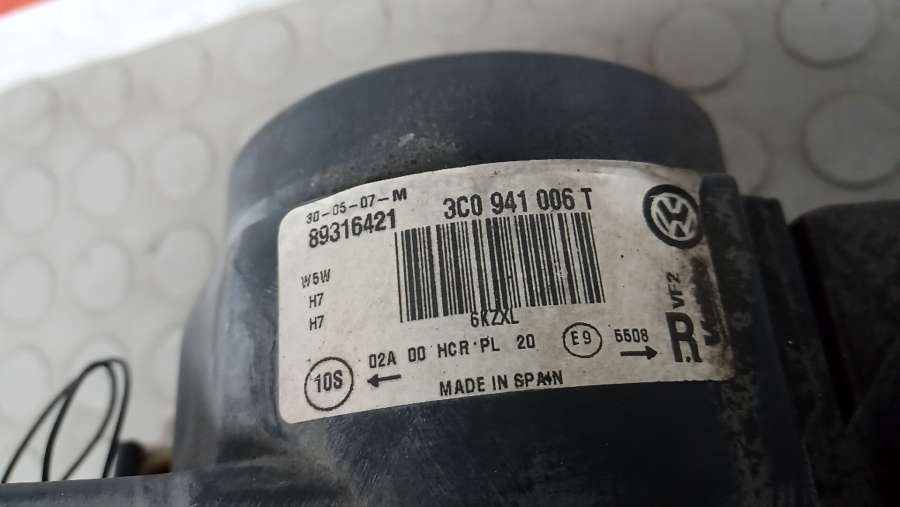 30-05-07-M
89316421
3C0 941 006 T
W5W
H7
H7
6KZXL
VF2
R
10S
02A 00 HCR PL 20
E9
5508
MADE IN SPAIN